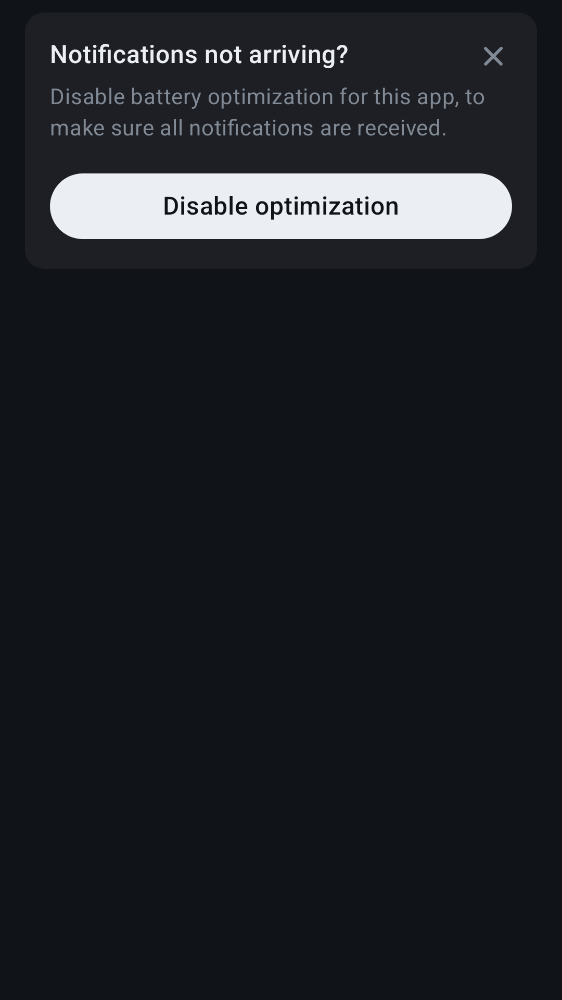 Notifications not arriving?
Disable battery optimization for this app, to
make sure all notifications are received.
Disable optimization